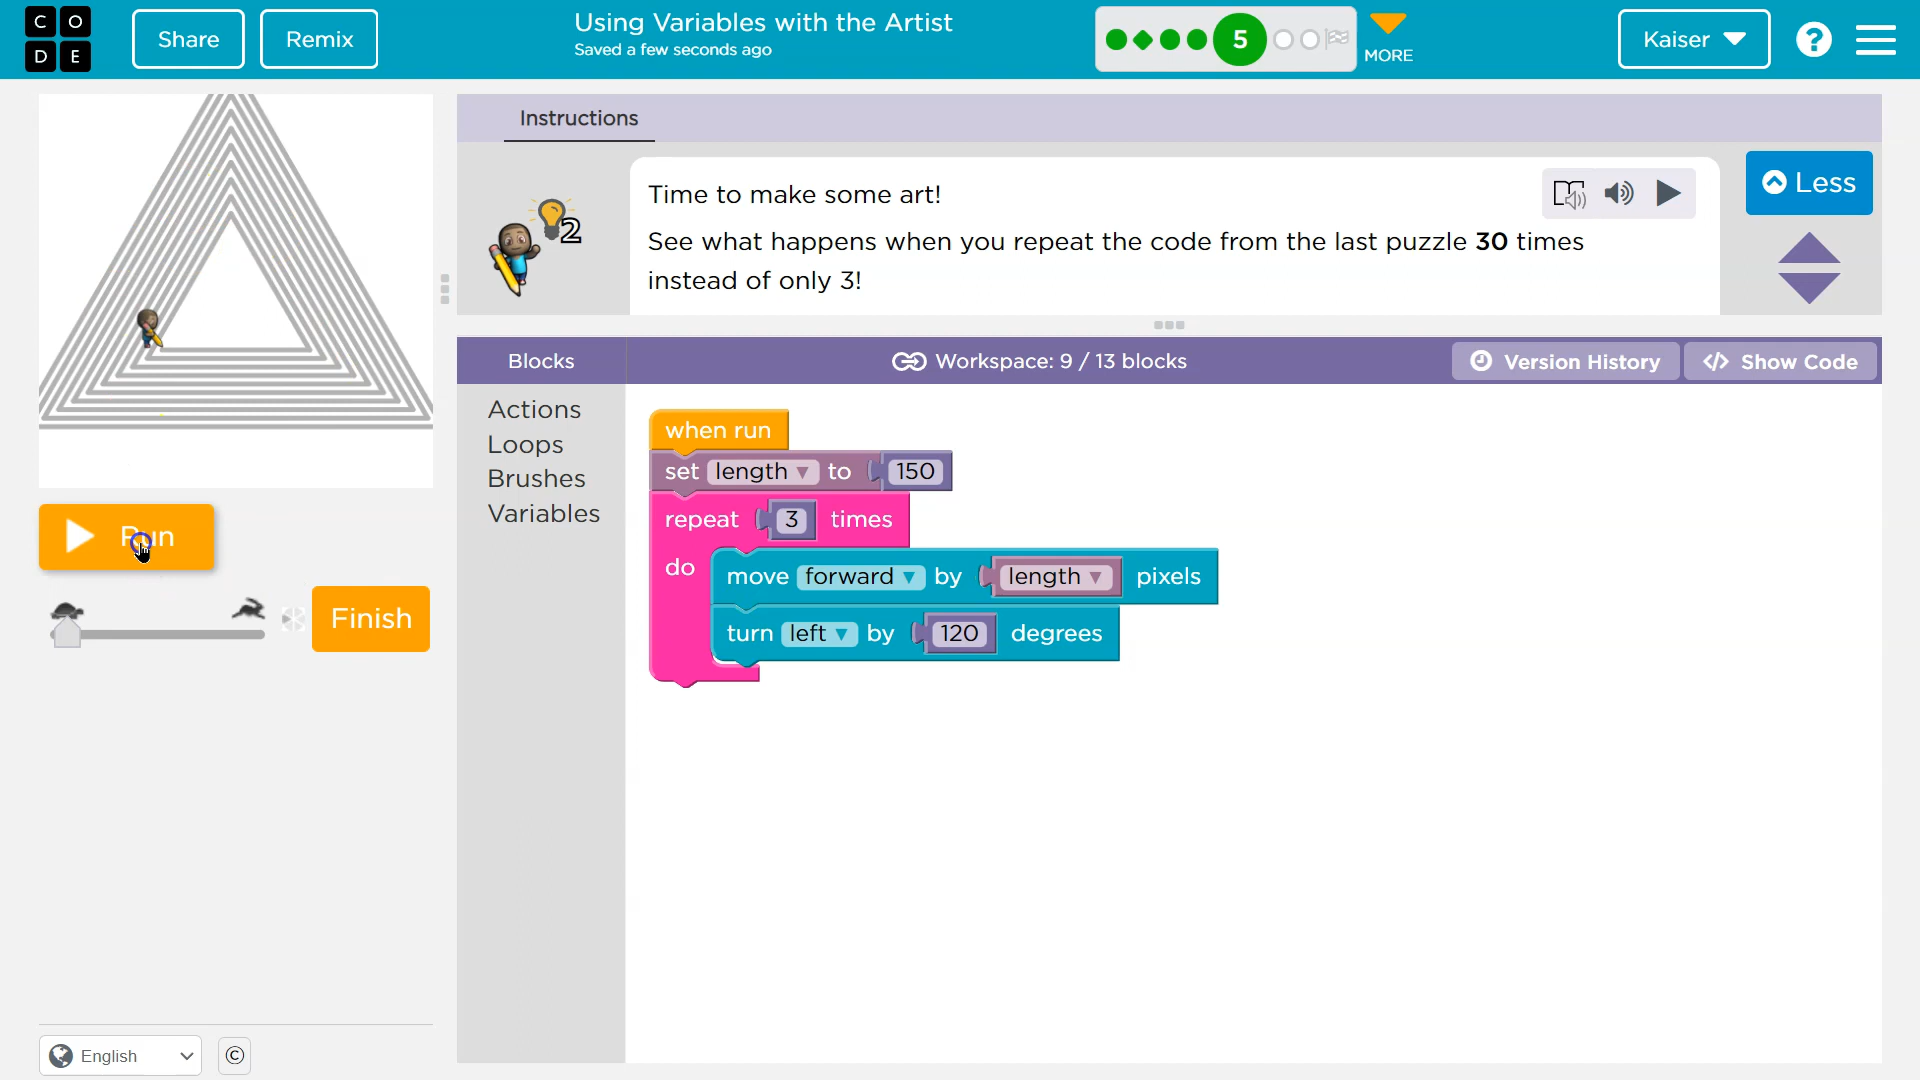 C O
D E
Share
Remix
Using Variables with the Artist
Saved a few seconds ago
5
MORE
Kaiser
?
Instructions
2
Time to make some art!
See what happens when you repeat the code from the last puzzle 30 times
instead of only 3!
Less
Blocks
Workspace: 9 / 13 blocks
Version History
</> Show Code
Actions
Loops
Brushes
Variables
when run
set length to 150
repeat 3 times
do
move forward by length pixels
turn left by 120 degrees
Run
Finish
English
©